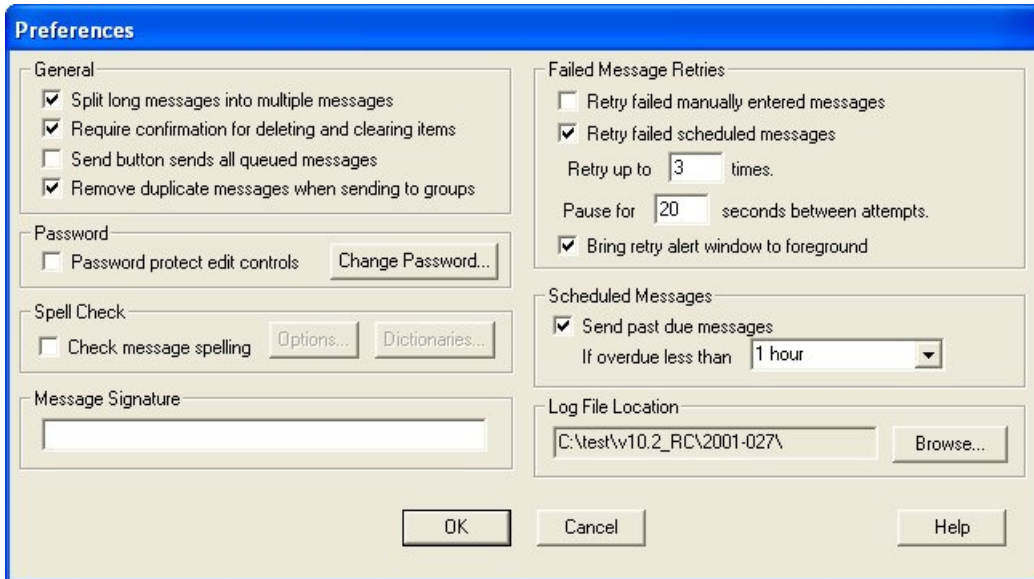 Preferences
General
Split long messages into multiple messages
Require confirmation for deleting and clearing items
Send button sends all queued messages
Remove duplicate messages when sending to groups
Password
Password protect edit controls Change Password...
Spell Check
Check message spelling Options... Dictionaries...
Message Signature
Failed Message Retries
Retry failed manually entered messages
Retry failed scheduled messages
Retry up to 3 times.
Pause for 20 seconds between attempts.
Bring retry alert window to foreground
Scheduled Messages
Send past due messages
If overdue less than 1 hour
Log File Location
C:\test\v10.2_RC\2001-027\ Browse...
OK Cancel Help